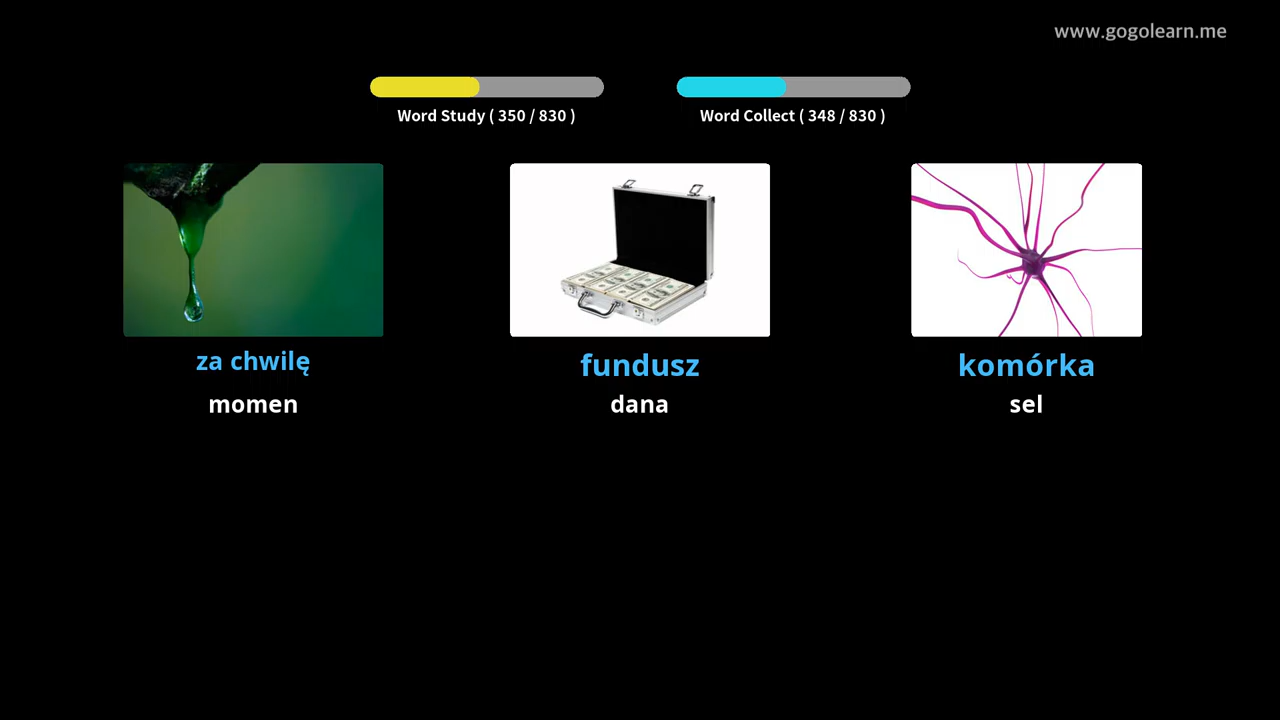 www.gogolearn.me
Word Study ( 350 / 830 )
Word Collect ( 348 / 830 )
za chwilę
fundusz
komórka
momen
dana
sel